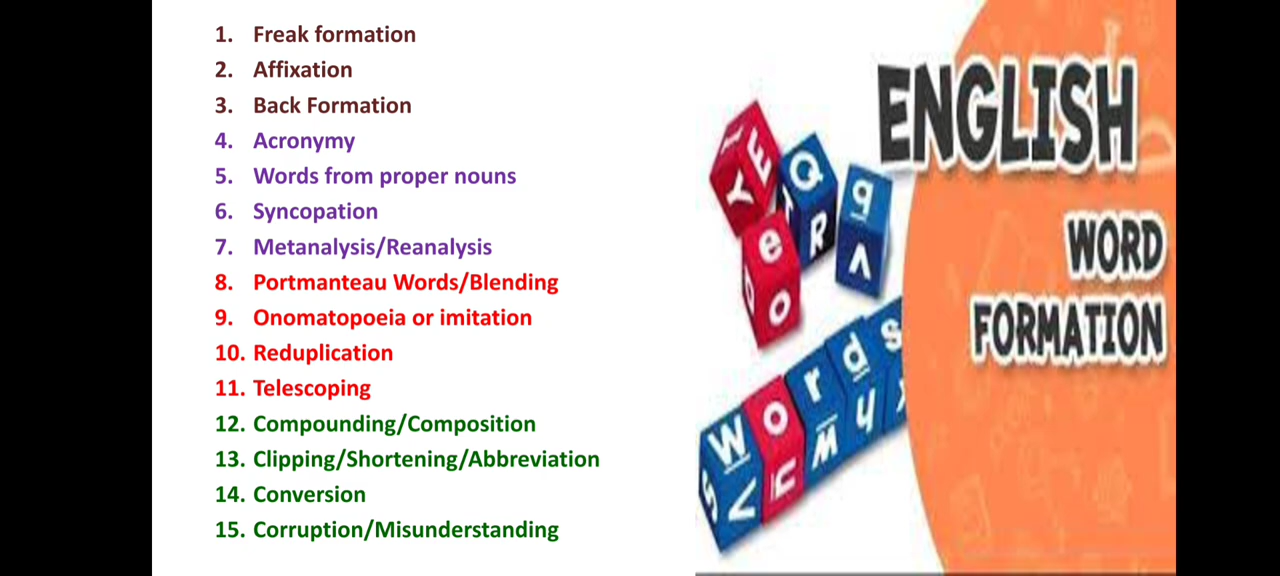 1. Freak formation
2. Affixation
3. Back Formation
4. Acronymy
5. Words from proper nouns
6. Syncopation
7. Metanalysis/Reanalysis
8. Portmanteau Words/Blending
9. Onomatopoeia or imitation
10. Reduplication
11. Telescoping
12. Compounding/Composition
13. Clipping/Shortening/Abbreviation
14. Conversion
15. Corruption/Misunderstanding
ENGLISH
WORD
FORMATION
Y E Q q
R
e
o
w o r d s